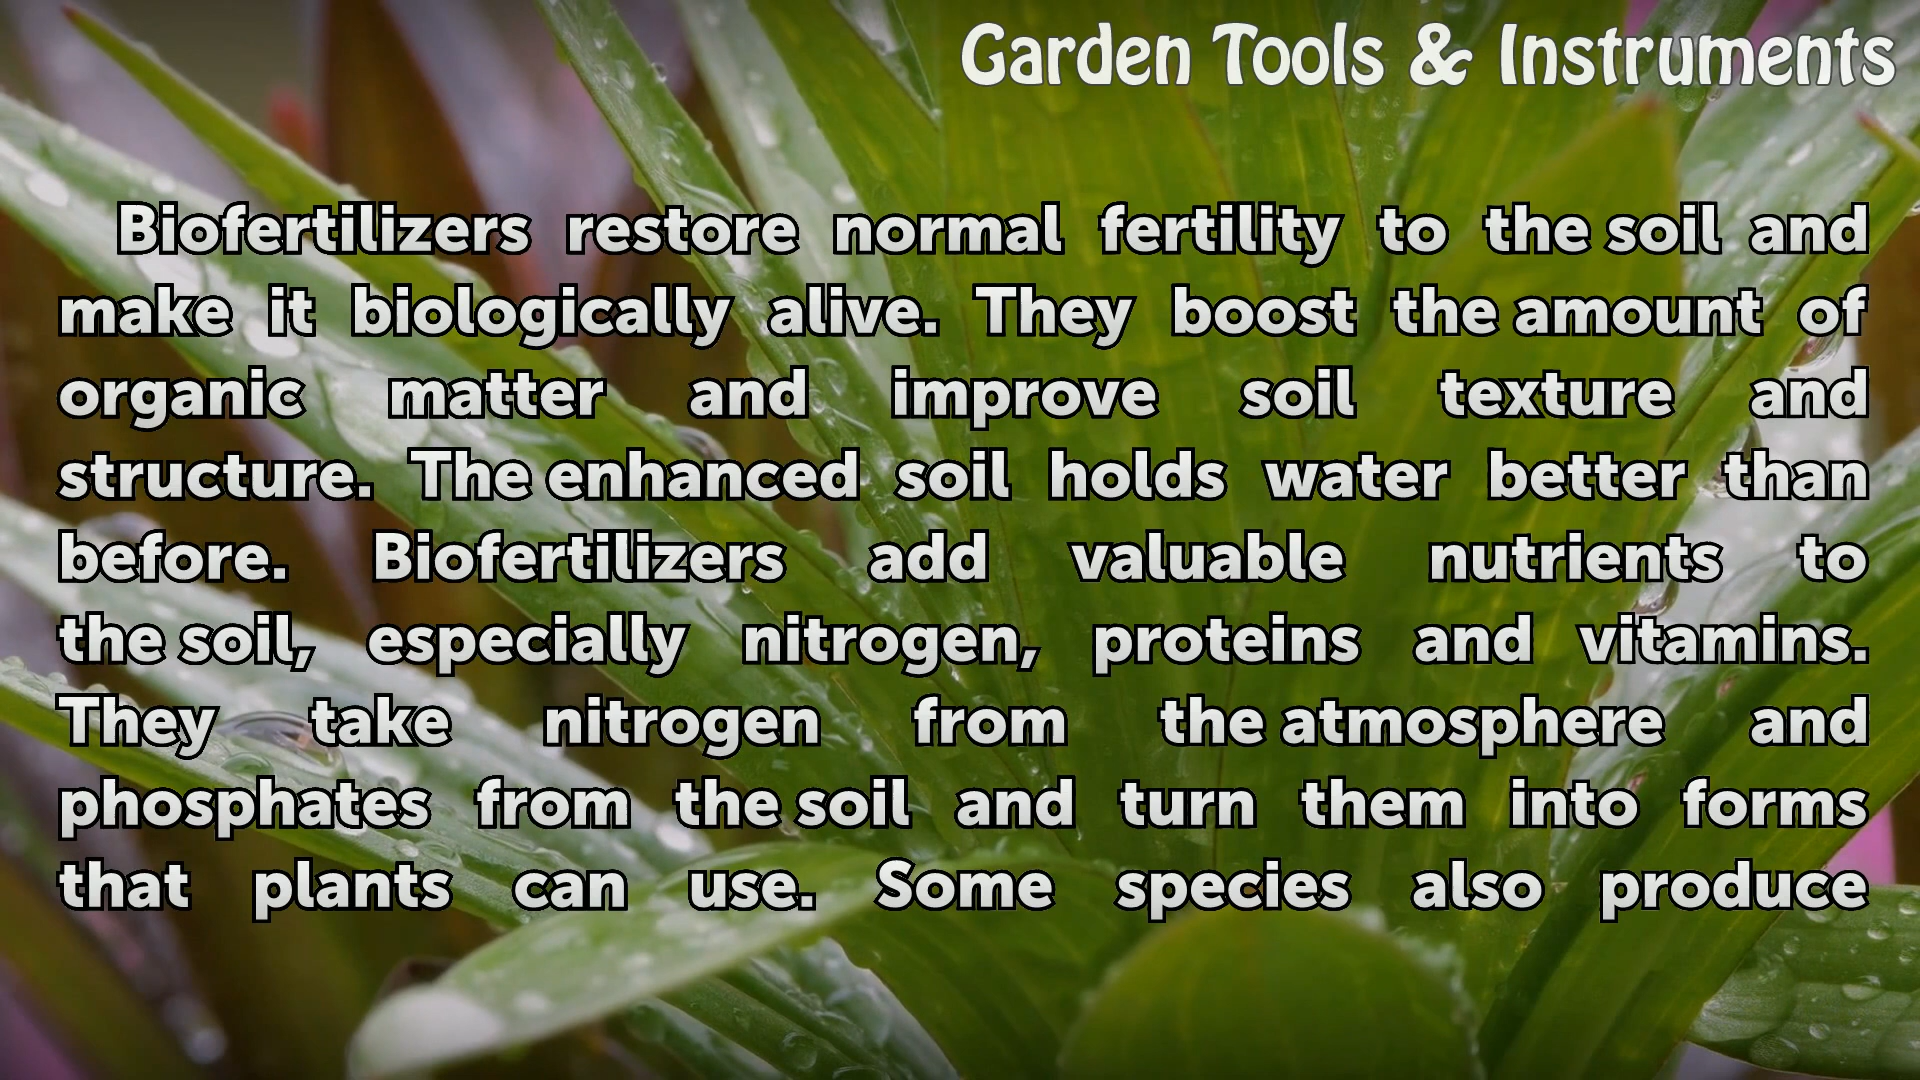 Garden Tools & Instruments
Biofertilizers restore normal fertility to the soil and
make it biologically alive. They boost the amount of
organic matter and improve soil texture and
structure. The enhanced soil holds water better than
before. Biofertilizers add valuable nutrients to
the soil, especially nitrogen, proteins and vitamins.
They take nitrogen from the atmosphere and
phosphates from the soil and turn them into forms
that plants can use. Some species also produce